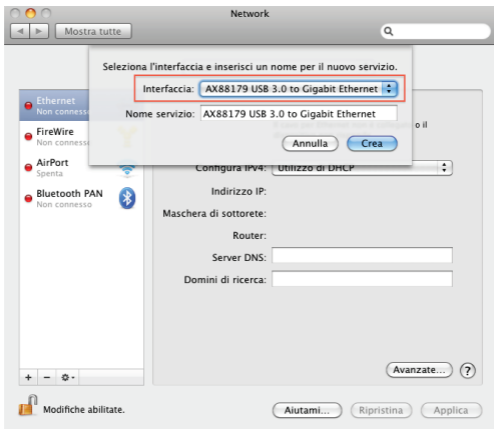 Network
Mostra tutte
Seleziona l'interfaccia e inserisci un nome per il nuovo servizio.
Interfaccia: AX88179 USB 3.0 to Gigabit Ethernet
Nome servizio: AX88179 USB 3.0 to Gigabit Ethernet
Annulla Crea
Ethernet
Non connesso
FireWire
Non connesso
AirPort
Spenta
Bluetooth PAN
Non connesso
o il
Configura IPv4: Utilizzo di DHCP
Indirizzo IP:
Maschera di sottorete:
Router:
Server DNS:
Domini di ricerca:
Avanzate... ?
+ −
Modifiche abilitate.
Aiutami... Ripristina Applica